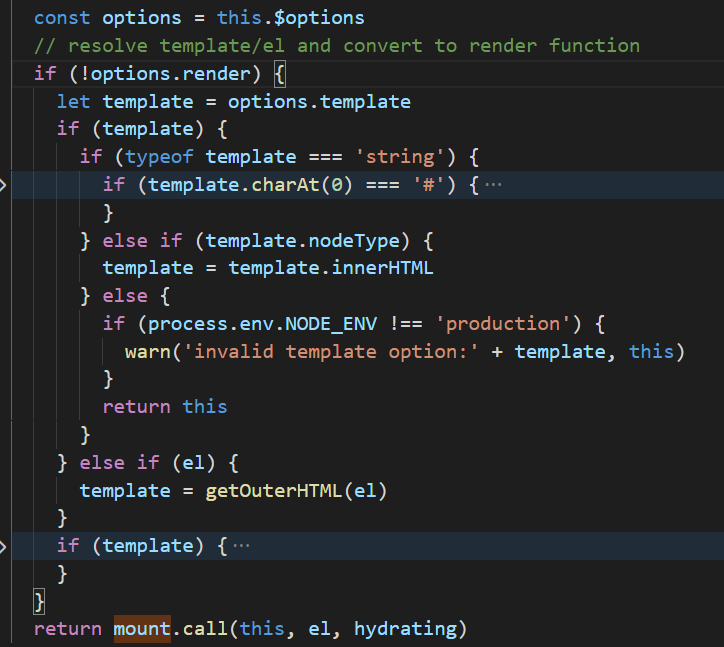 const options = this.$options
// resolve template/el and convert to render function
if (!options.render) {
let template = options.template
if (template) {
if (typeof template === 'string') {
if (template.charAt(0) === '#') {···
}
} else if (template.nodeType) {
template = template.innerHTML
} else {
if (process.env.NODE_ENV !== 'production') {
warn('invalid template option:' + template, this)
}
return this
}
} else if (el) {
template = getOuterHTML(el)
}
if (template) {···
}
}
return mount.call(this, el, hydrating)